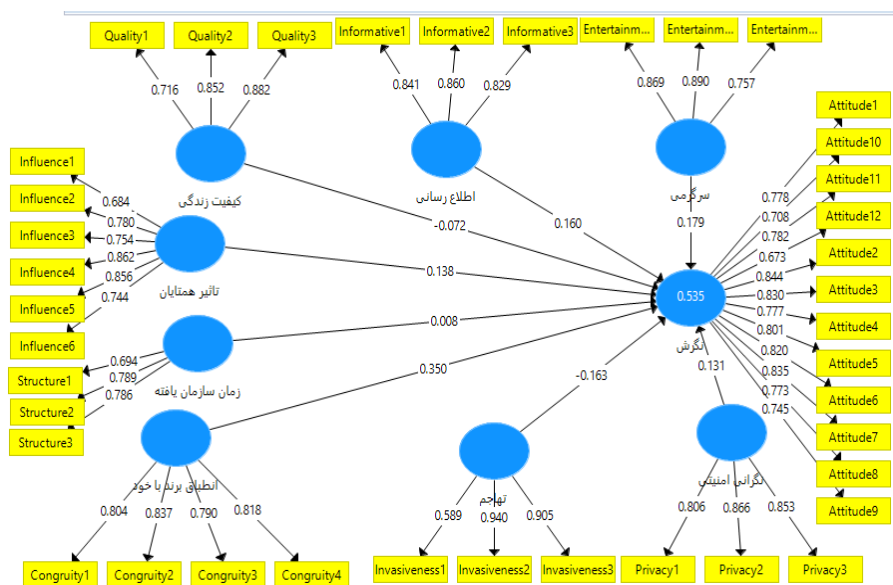 Quality1
Quality2
Quality3
Informative1
Informative2
Informative3
Entertainm...
Entertainm...
Entertainm...
0.716
0.852
0.882
0.841
0.860
0.829
0.869
0.890
0.757
کیفیت زندگی
اطلاع رسانی
سرگرمی
Influence1
Influence2
Influence3
Influence4
Influence5
Influence6
0.684
0.780
0.754
0.862
0.856
0.744
تاثیر همتایان
Structure1
Structure2
Structure3
0.694
0.789
0.786
زمان سازمان یافته
-0.072
0.160
0.179
0.138
0.008
0.350
-0.163
0.131
0.535
نگرش
Attitude1
Attitude10
Attitude11
Attitude12
Attitude2
Attitude3
Attitude4
Attitude5
Attitude6
Attitude7
Attitude8
Attitude9
0.778
0.708
0.782
0.673
0.844
0.830
0.777
0.801
0.820
0.835
0.773
0.745
انطباق برند با خود
تهاجم
نگرانی امنیتی
0.804
0.837
0.790
0.818
0.589
0.940
0.905
0.806
0.866
0.853
Congruity1
Congruity2
Congruity3
Congruity4
Invasiveness1
Invasiveness2
Invasiveness3
Privacy1
Privacy2
Privacy3